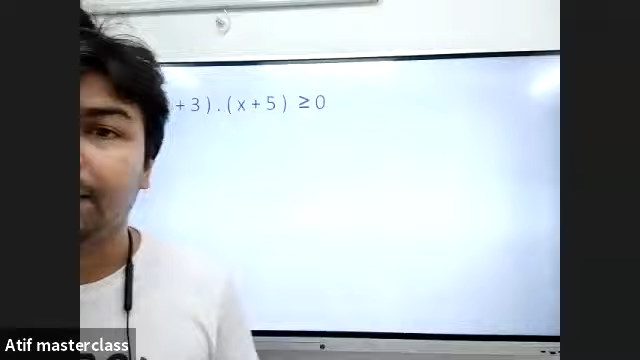 + 3 ) . ( x + 5 ) ≥ 0
Atif masterclass